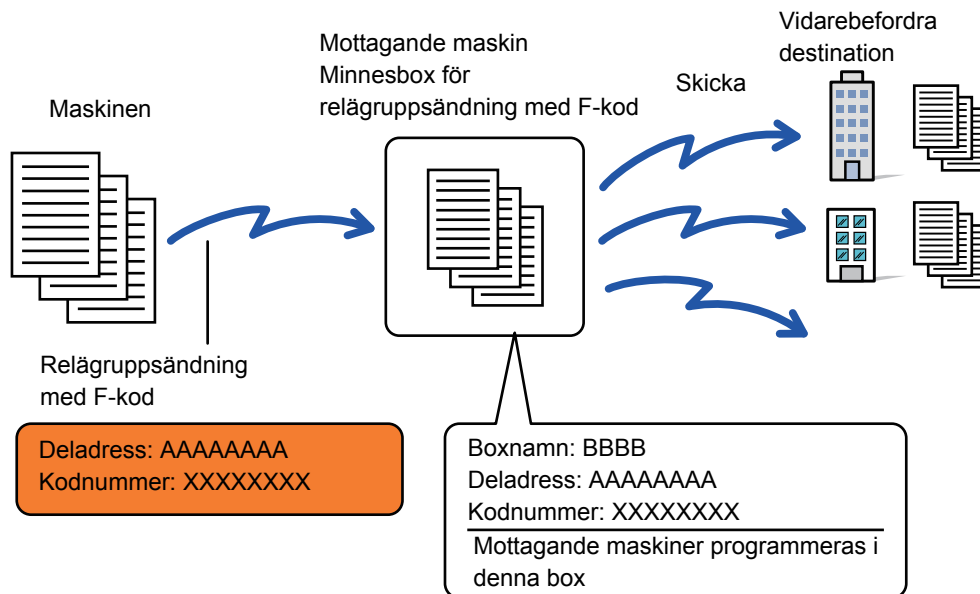 Maskinen
Mottagande maskin
Minnesbox för
relägruppsändning med F-kod
Skicka
Vidarebefordra
destination
Relägruppsändning
med F-kod
Deladress: AAAAAAAA
Kodnummer: XXXXXXXX
Boxnamn: BBBB
Deladress: AAAAAAAA
Kodnummer: XXXXXXXX
Mottagande maskiner programmeras i
denna box